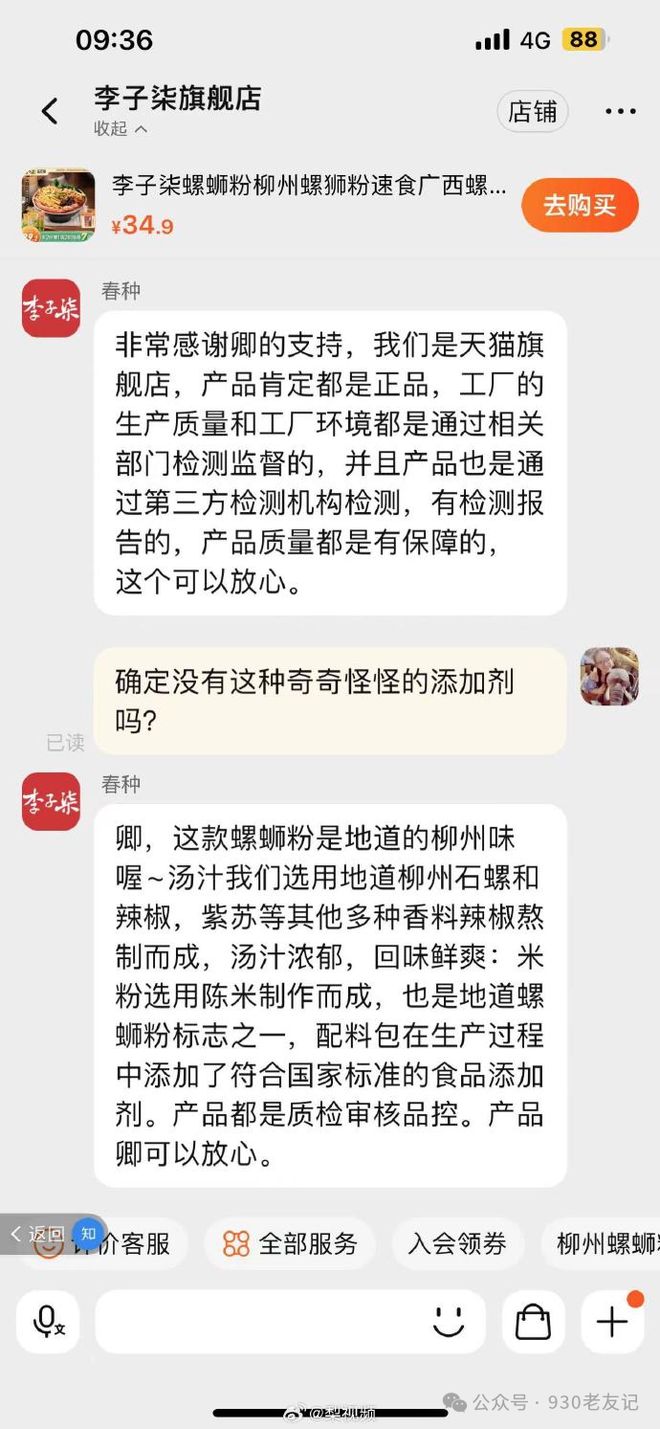 09:36
4G 88
李子柒旗舰店
收起
店铺
李子柒螺蛳粉柳州螺狮粉速食广西螺...
¥34.9
去购买
李子柒
春种
非常感谢卿的支持，我们是天猫旗
舰店，产品肯定都是正品，工厂的
生产质量和工厂环境都是通过相关
部门检测监督的，并且产品也是通
过第三方检测机构检测，有检测报
告的，产品质量都是有保障的，
这个可以放心。
确定没有这种奇奇怪怪的添加剂
吗?
已读
李子柒
春种
卿，这款螺蛳粉是地道的柳州味
喔~汤汁我们选用地道柳州石螺和
辣椒，紫苏等其他多种香料辣椒熬
制而成，汤汁浓郁，回味鲜爽：米
粉选用陈米制作而成，也是地道螺
蛳粉标志之一，配料包在生产过程
中添加了符合国家标准的食品添加
剂。产品都是质检审核品控。产品
卿可以放心。
返回 知
评价客服
全部服务
入会领券
柳州螺蛳粉
文
公众号·930老友记
@梨视频